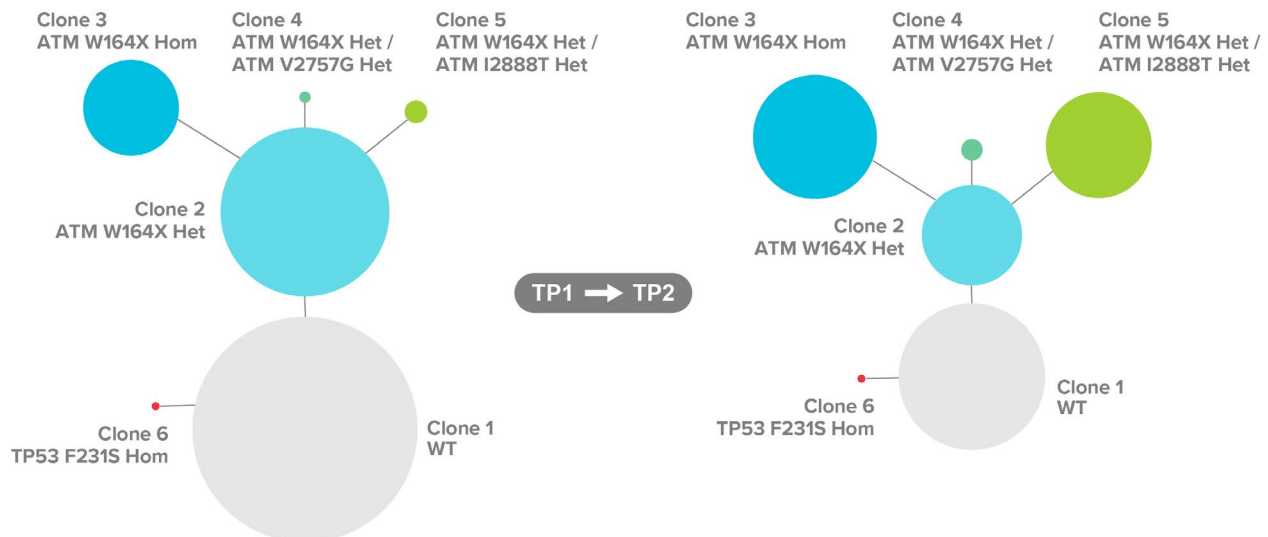 Clone 3
ATM W164X Hom
Clone 4
ATM W164X Het /
ATM V2757G Het
Clone 5
ATM W164X Het /
ATM I2888T Het
Clone 2
ATM W164X Het
Clone 6
TP53 F231S Hom
Clone 1
WT
TP1 → TP2
Clone 3
ATM W164X Hom
Clone 4
ATM W164X Het /
ATM V2757G Het
Clone 5
ATM W164X Het /
ATM I2888T Het
Clone 2
ATM W164X Het
Clone 6
TP53 F231S Hom
Clone 1
WT